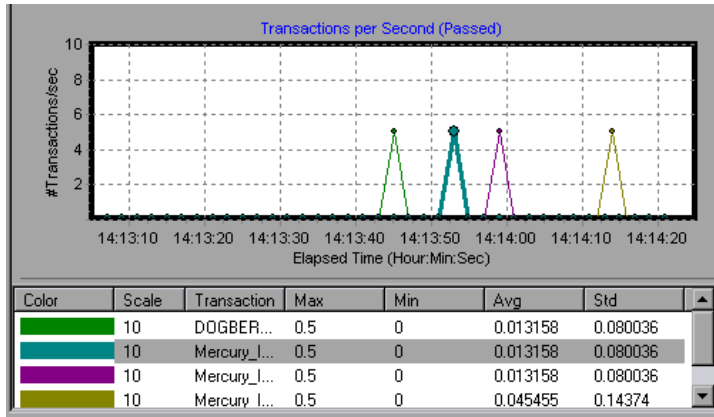 Transactions per Second (Passed)
10
8
6
4
2
#Transactions/sec
14:13:10 14:13:20 14:13:30 14:13:40 14:13:50 14:14:00 14:14:10 14:14:20
Elapsed Time (Hour:Min:Sec)
Color Scale Transaction Max Min Avg Std
10 DOGBER... 0.5 0 0.013158 0.080036
10 Mercury_I... 0.5 0 0.013158 0.080036
10 Mercury_I... 0.5 0 0.013158 0.080036
10 Mercury_I... 0.5 0 0.045455 0.14374